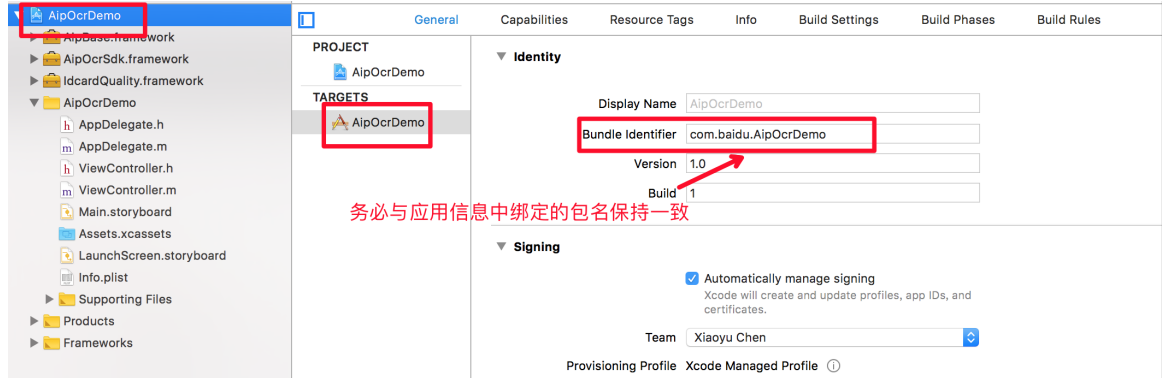 AipOcrDemo
AipBase.framework
AipOcrSdk.framework
IdcardQuality.framework
AipOcrDemo
h AppDelegate.h
m AppDelegate.m
h ViewController.h
m ViewController.m
Main.storyboard
Assets.xcassets
LaunchScreen.storyboard
Info.plist
Supporting Files
Products
Frameworks
General Capabilities Resource Tags Info Build Settings Build Phases Build Rules
PROJECT
AipOcrDemo
TARGETS
AipOcrDemo
Identity
Display Name AipOcrDemo
Bundle Identifier com.baidu.AipOcrDemo
Version 1.0
Build 1
务必与应用信息中绑定的包名保持一致
Signing
Automatically manage signing
Xcode will create and update profiles, app IDs, and
certificates.
Team Xiaoyu Chen
Provisioning Profile Xcode Managed Profile